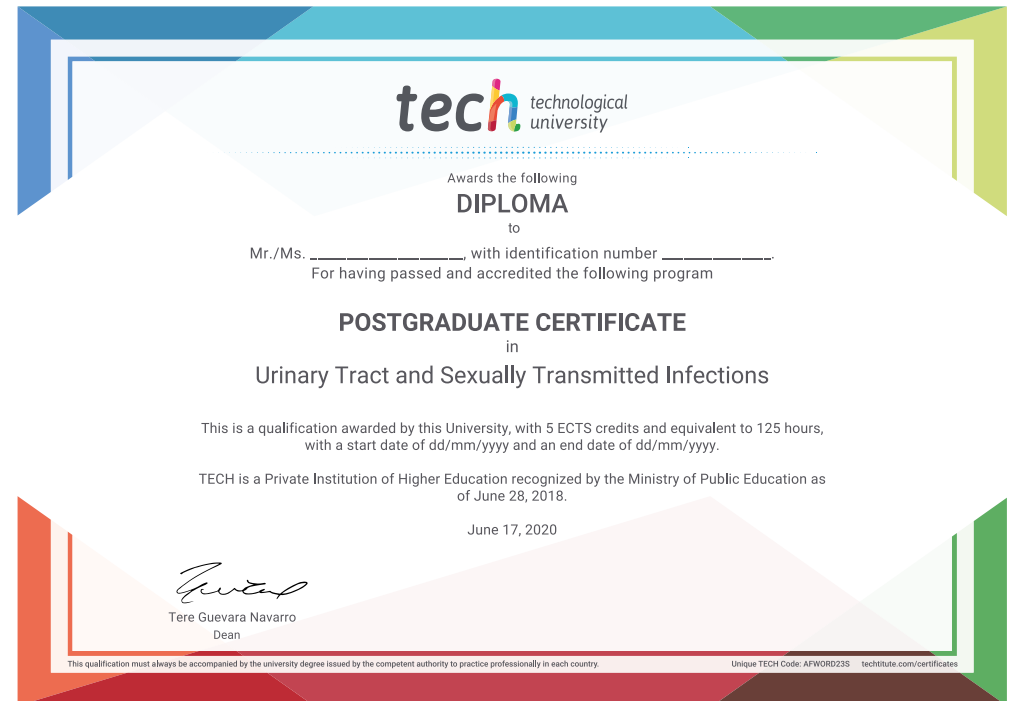 tech technological
university
Awards the following
DIPLOMA
to
Mr./Ms. ____________________, with identification number ______________.
For having passed and accredited the following program
POSTGRADUATE CERTIFICATE
in
Urinary Tract and Sexually Transmitted Infections
This is a qualification awarded by this University, with 5 ECTS credits and equivalent to 125 hours,
with a start date of dd/mm/yyyy and an end date of dd/mm/yyyy.
TECH is a Private Institution of Higher Education recognized by the Ministry of Public Education as
of June 28, 2018.
June 17, 2020
Tere Guevara Navarro
Dean
This qualification must always be accompanied by the university degree issued by the competent authority to practice professionally in each country.
Unique TECH Code: AFWORD23S techtitute.com/certificates